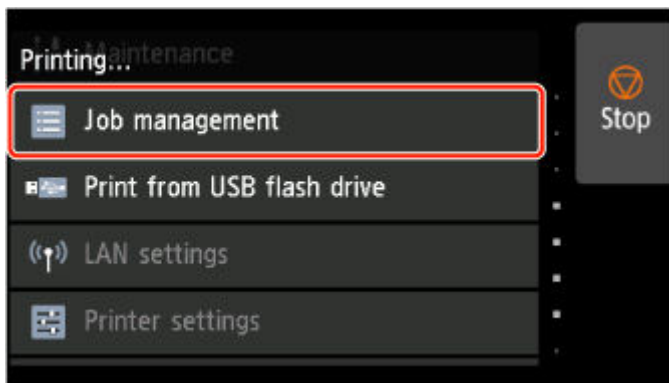 Maintenance
Printing...
Job management
Stop
Print from USB flash drive
LAN settings
Printer settings